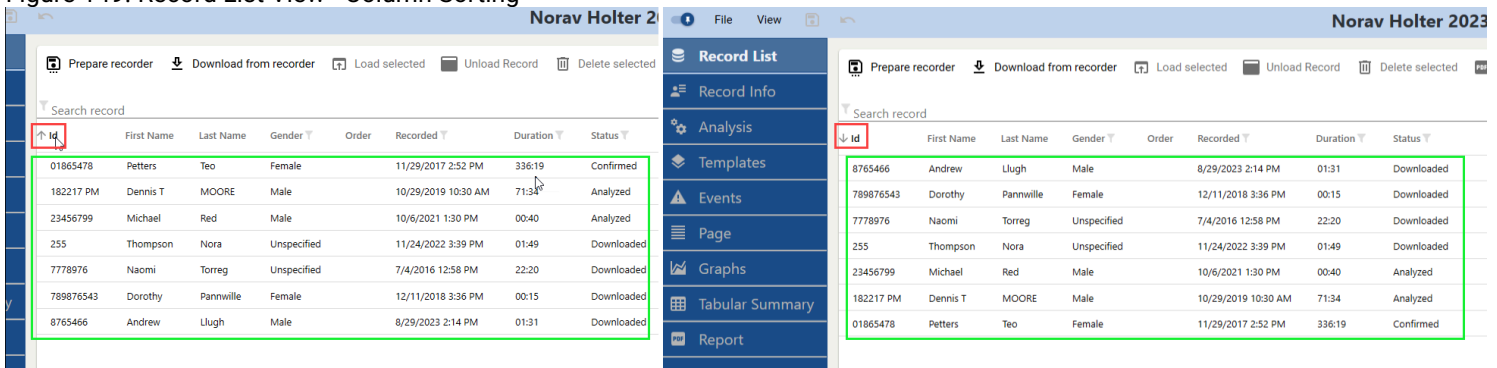 Norav Holter 2
Prepare recorder Download from recorder Load selected Unload Record Delete selected
Search record
Id First Name Last Name Gender Order Recorded Duration Status
01865478 Petters Teo Female 11/29/2017 2:52 PM 336:19 Confirmed
182217 PM Dennis T MOORE Male 10/29/2019 10:30 AM 71:34 Analyzed
23456799 Michael Red Male 10/6/2021 1:30 PM 00:40 Analyzed
255 Thompson Nora Unspecified 11/24/2022 3:39 PM 01:49 Downloaded
7778976 Naomi Torreg Unspecified 7/4/2016 12:58 PM 22:20 Downloaded
789876543 Dorothy Pannwille Female 12/11/2018 3:36 PM 00:15 Downloaded
8765466 Andrew Llugh Male 8/29/2023 2:14 PM 01:31 Downloaded
y
File View Norav Holter 2023
Record List
Record Info
Analysis
Templates
Events
Page
Graphs
Tabular Summary
PDF Report
Prepare recorder Download from recorder Load selected Unload Record Delete selected PDF
Search record
Id First Name Last Name Gender Order Recorded Duration Status
8765466 Andrew Llugh Male 8/29/2023 2:14 PM 01:31 Downloaded
789876543 Dorothy Pannwille Female 12/11/2018 3:36 PM 00:15 Downloaded
7778976 Naomi Torreg Unspecified 7/4/2016 12:58 PM 22:20 Downloaded
255 Thompson Nora Unspecified 11/24/2022 3:39 PM 01:49 Downloaded
23456799 Michael Red Male 10/6/2021 1:30 PM 00:40 Analyzed
182217 PM Dennis T MOORE Male 10/29/2019 10:30 AM 71:34 Analyzed
01865478 Petters Teo Female 11/29/2017 2:52 PM 336:19 Confirmed